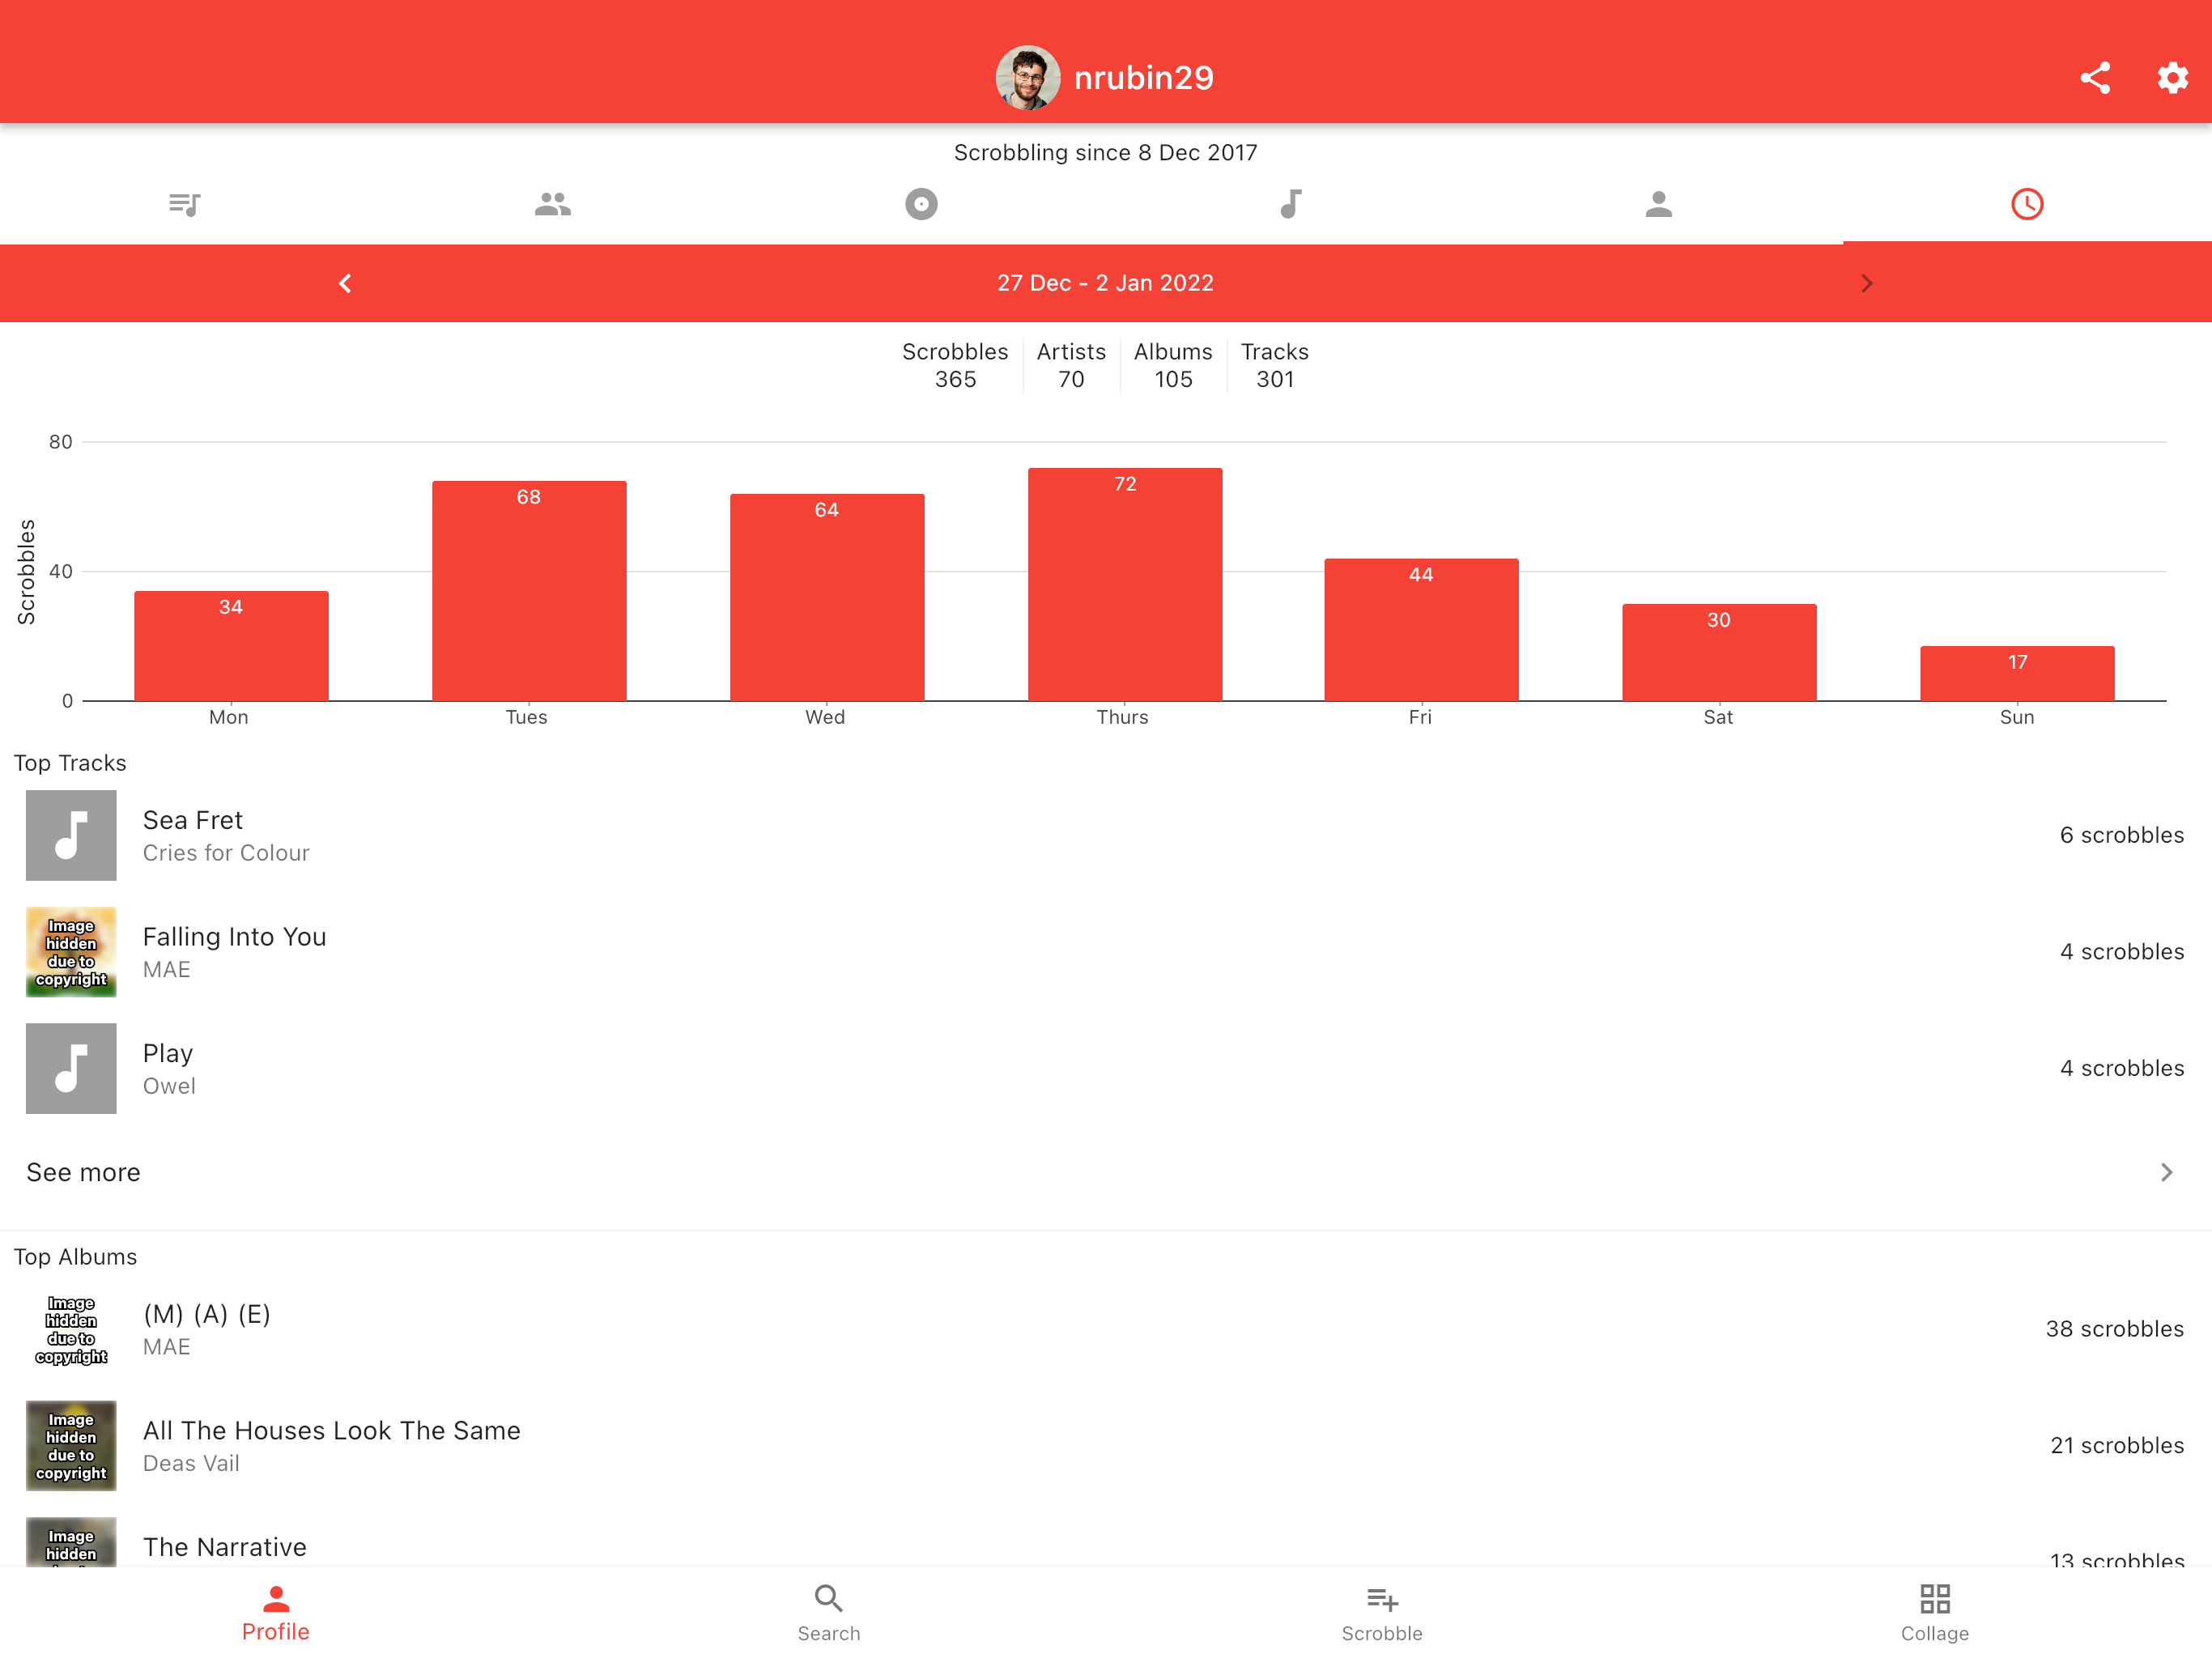 nrubin29
Scrobbling since 8 Dec 2017
27 Dec - 2 Jan 2022
Scrobbles Artists Albums Tracks
365 70 105 301
Scrobbles
80
40
0
34 68 64 72 44 30 17
Mon Tues Wed Thurs Fri Sat Sun
Top Tracks
Sea Fret
Cries for Colour
6 scrobbles
Image
hidden
due to
copyright
Falling Into You
MAE
4 scrobbles
Play
Owel
4 scrobbles
See more
Top Albums
Image
hidden
due to
copyright
(M) (A) (E)
MAE
38 scrobbles
Image
hidden
due to
copyright
All The Houses Look The Same
Deas Vail
21 scrobbles
Image
hidden
The Narrative
13 scrobbles
Profile Search Scrobble Collage